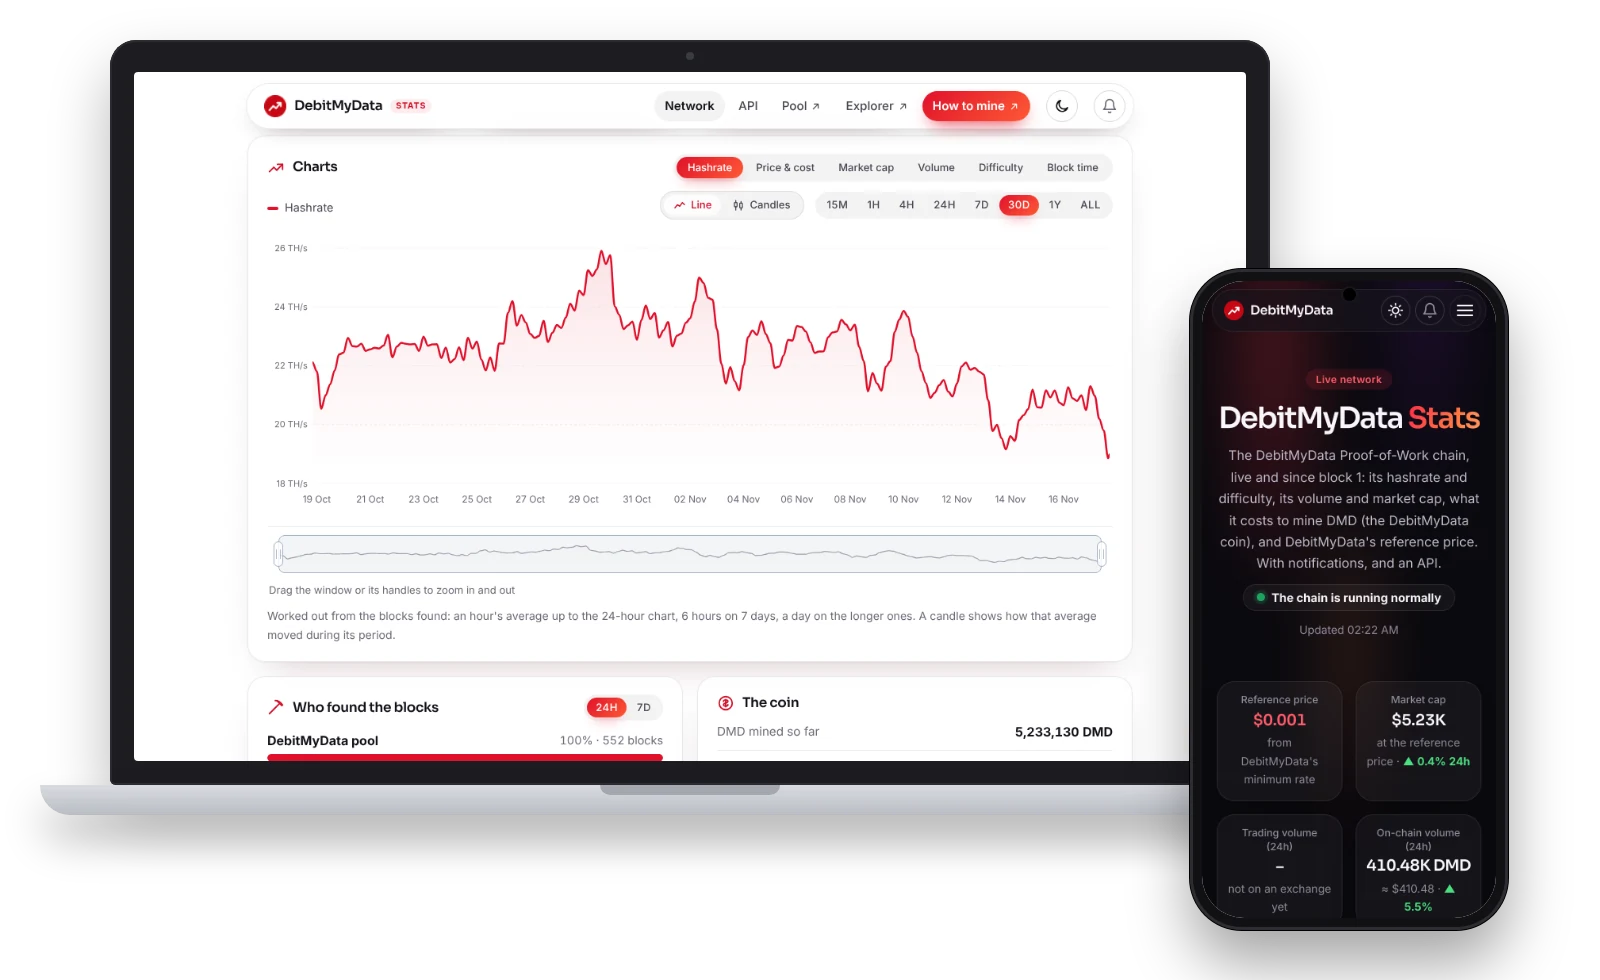 DebitMyData STATS
Network API Pool ↗ Explorer ↗ How to mine ↗
Charts
Hashrate Price & cost Market cap Volume Difficulty Block time
Hashrate
Line Candles 15M 1H 4H 24H 7D 30D 1Y ALL
26 TH/s
24 TH/s
22 TH/s
20 TH/s
18 TH/s
19 Oct 21 Oct 23 Oct 25 Oct 27 Oct 29 Oct 31 Oct 02 Nov 04 Nov 06 Nov 08 Nov 10 Nov 12 Nov 14 Nov 16 Nov
Drag the window or its handles to zoom in and out
Worked out from the blocks found: an hour's average up to the 24-hour chart, 6 hours on 7 days, a day on the longer ones. A candle shows how that average
moved during its period.
Who found the blocks 24H 7D
DebitMyData pool 100% · 552 blocks
The coin
DMD mined so far 5,233,130 DMD
DebitMyData
Live network
DebitMyData Stats
The DebitMyData Proof-of-Work chain,
live and since block 1: its hashrate and
difficulty, its volume and market cap, what
it costs to mine DMD (the DebitMyData
coin), and DebitMyData's reference price.
With notifications, and an API.
The chain is running normally
Updated 02:22 AM
Reference price
$0.001
from
DebitMyData's
minimum rate
Market cap
$5.23K
at the reference
price · ▲ 0.4% 24h
Trading volume
(24h)
–
not on an exchange
yet
On-chain volume
(24h)
410.48K DMD
≈ $410.48 · ▲
5.5%